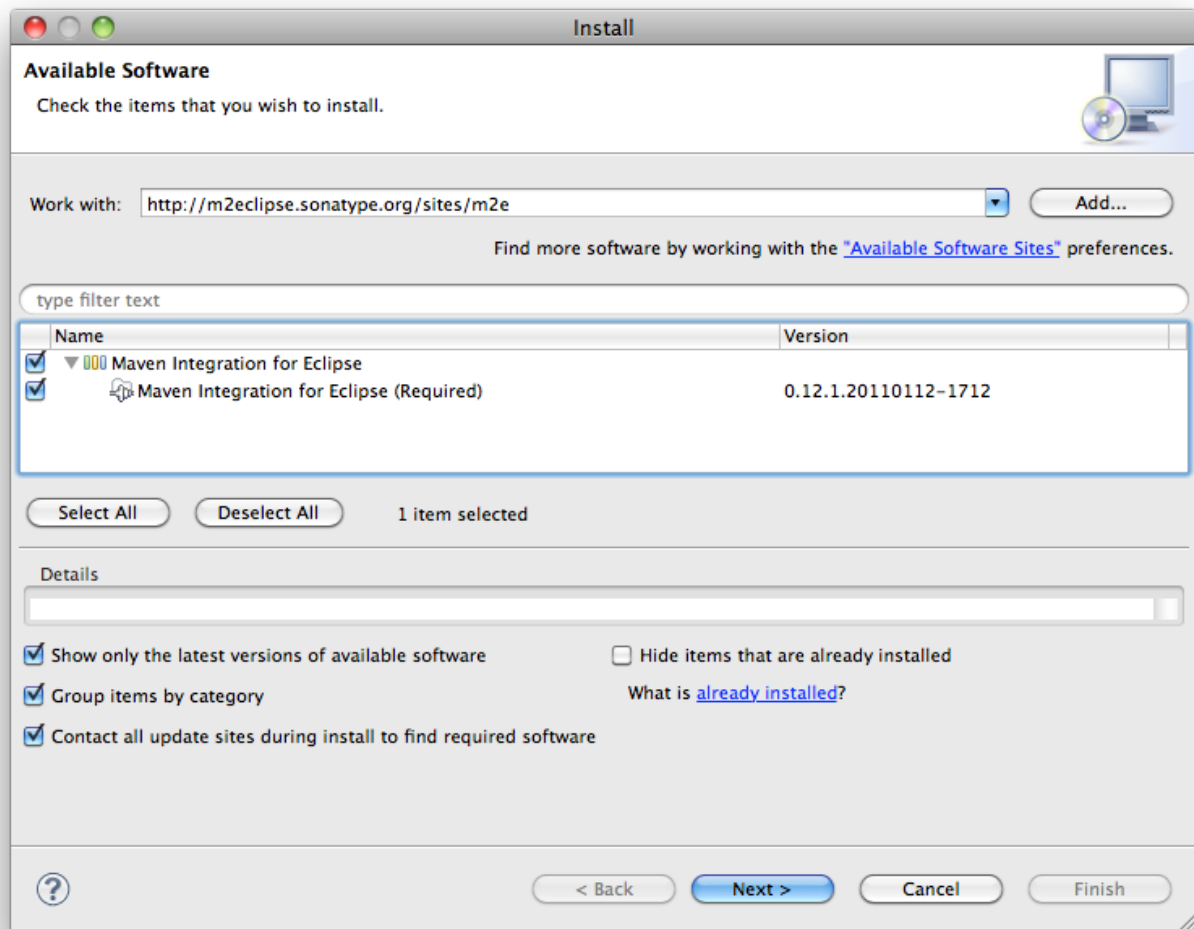 Install
Available Software
Check the items that you wish to install.
Work with: http://m2eclipse.sonatype.org/sites/m2e Add...
Find more software by working with the "Available Software Sites" preferences.
type filter text
Name Version
Maven Integration for Eclipse
Maven Integration for Eclipse (Required) 0.12.1.20110112-1712
Select All Deselect All 1 item selected
Details
Show only the latest versions of available software Hide items that are already installed
Group items by category What is already installed?
Contact all update sites during install to find required software
? < Back Next > Cancel Finish